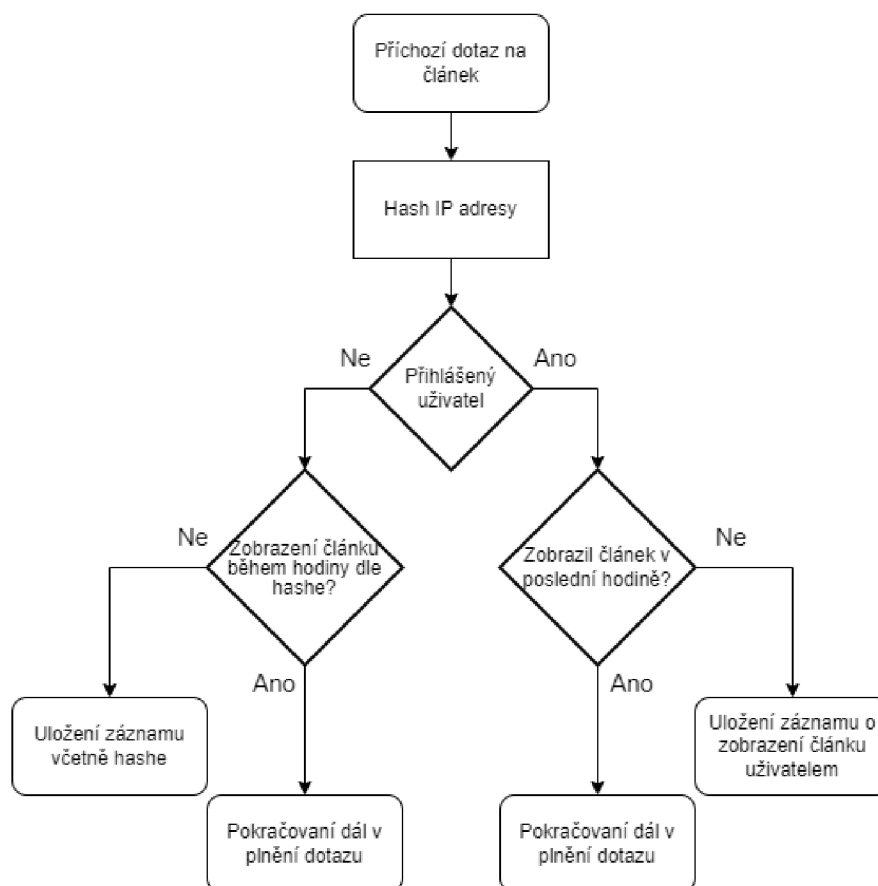 Příchozí dotaz na
článek
Hash IP adresy
Ne
Ano
Přihlášený
uživatel
Ne
Zobrazení článku
během hodiny dle
hashe?
Zobrazil článek v
poslední hodině?
Ne
Ano
Ano
Uložení záznamu
včetně hashe
Uložení záznamu o
zobrazení článku
uživatelem
Pokračovaní dál v
plnění dotazu
Pokračovaní dál v
plnění dotazu